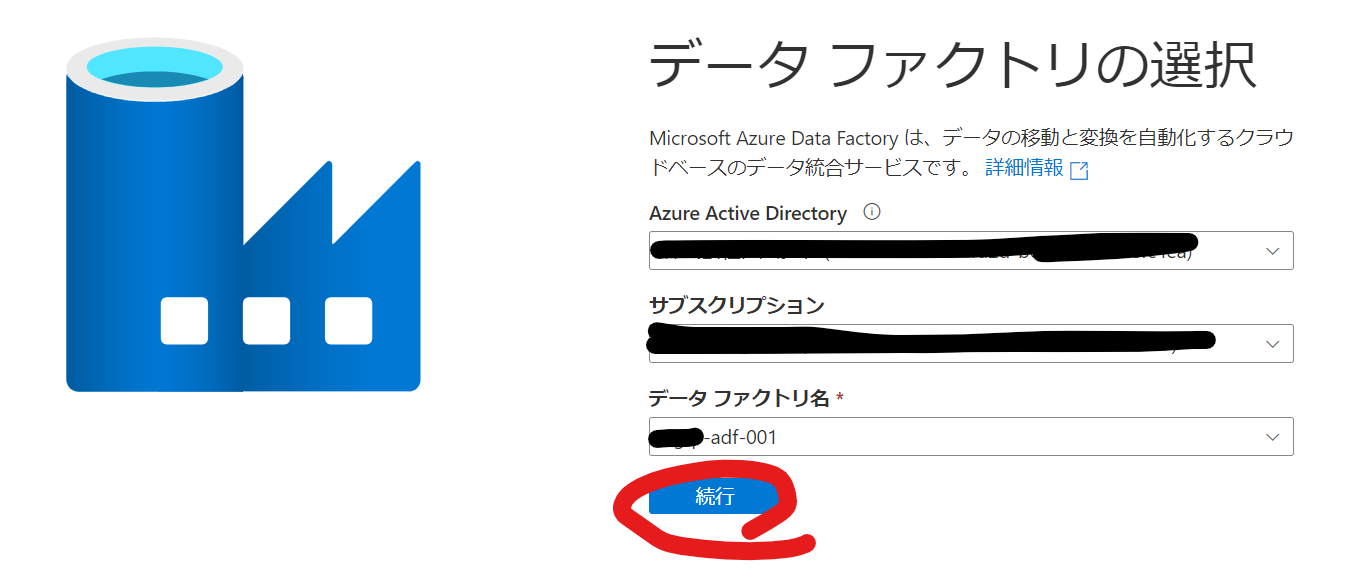 データ ファクトリの選択
Microsoft Azure Data Factory は、データの移動と変換を自動化するクラウ
ドベースのデータ統合サービスです。 詳細情報
Azure Active Directory
サブスクリプション
データ ファクトリ名 *
-adf-001
続行